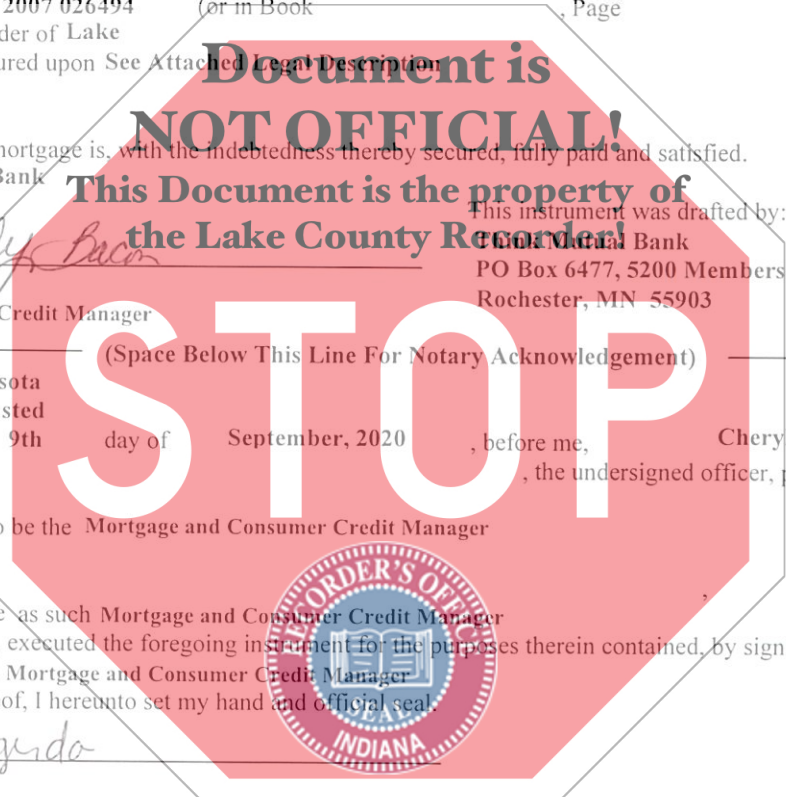 2007 026494 (or in Book , Page
der of Lake
ured upon See Attached Legal Description
Document is
NOT OFFICIAL!
mortgage is, with the indebtedness thereby secured, fully paid and satisfied.
Bank
This Document is the property of
This instrument was drafted by:
the Lake County Recorder!
Bacon
Think Mutual Bank
PO Box 6477, 5200 Members
Rochester, MN 55903
Credit Manager
STOP
(Space Below This Line For Notary Acknowledgement)
sota
sted
9th day of September, 2020 , before me, Chery
, the undersigned officer, p
o be the Mortgage and Consumer Credit Manager
,
e as such Mortgage and Consumer Credit Manager
executed the foregoing instrument for the purposes therein contained, by sign
Mortgage and Consumer Credit Manager
of, I hereunto set my hand and official seal.
RECORDER'S OFFICE
SEAL
INDIANA